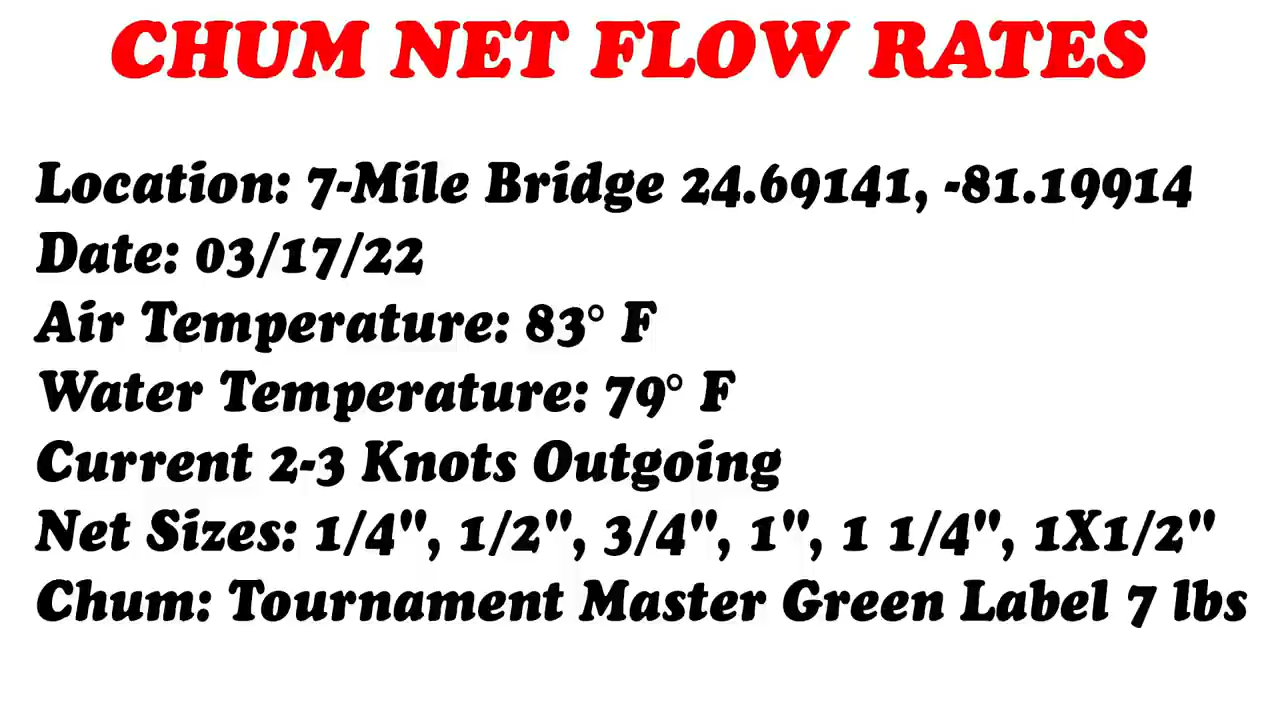 CHUM NET FLOW RATES
Location: 7-Mile Bridge 24.69141, -81.19914
Date: 03/17/22
Air Temperature: 83° F
Water Temperature: 79° F
Current 2-3 Knots Outgoing
Net Sizes: 1/4", 1/2", 3/4", 1", 1 1/4", 1X1/2"
Chum: Tournament Master Green Label 7 lbs